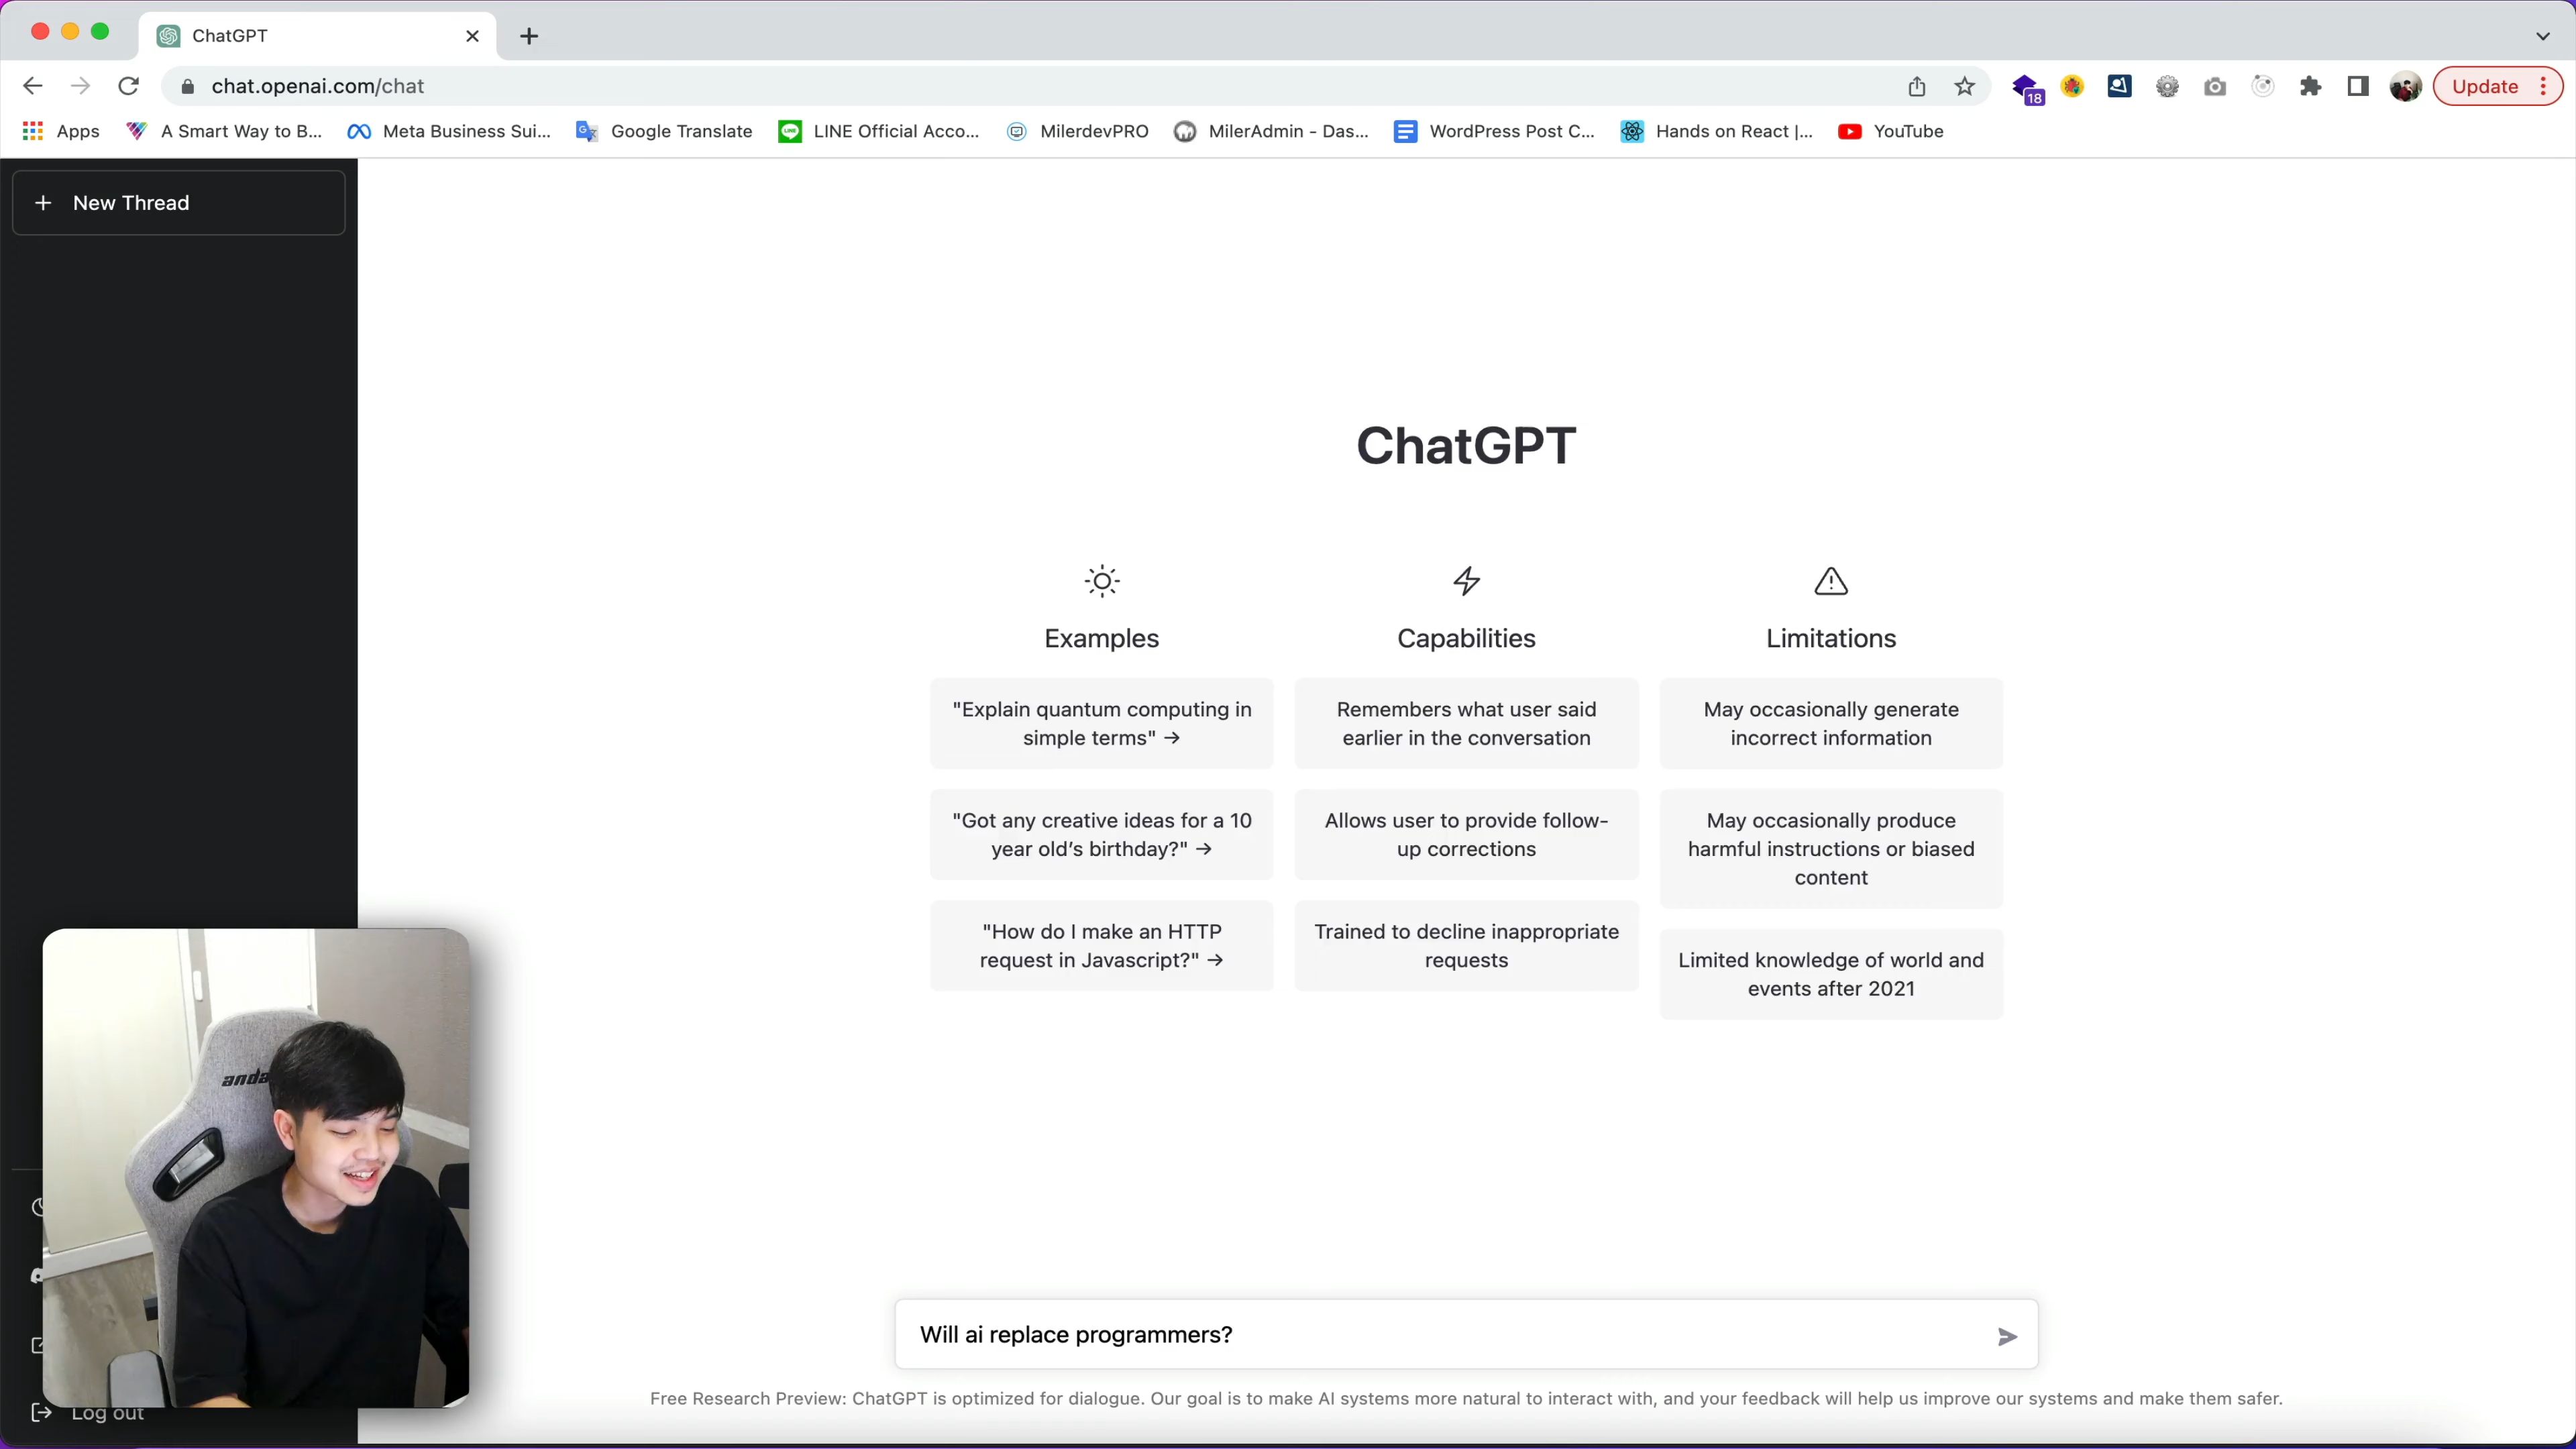 ChatGPT
chat.openai.com/chat
Update
18
Apps
A Smart Way to B...
Meta Business Sui...
Google Translate
LINE Official Acco...
MilerdevPRO
MilerAdmin - Das...
WordPress Post C...
Hands on React |...
YouTube
New Thread
ChatGPT
Examples
"Explain quantum computing in
simple terms" →
"Got any creative ideas for a 10
year old's birthday?" →
"How do I make an HTTP
request in Javascript?" →
Capabilities
Remembers what user said
earlier in the conversation
Allows user to provide follow-
up corrections
Trained to decline inappropriate
requests
Limitations
May occasionally generate
incorrect information
May occasionally produce
harmful instructions or biased
content
Limited knowledge of world and
events after 2021
anda
Will ai replace programmers?
Free Research Preview: ChatGPT is optimized for dialogue. Our goal is to make AI systems more natural to interact with, and your feedback will help us improve our systems and make them safer.
Log out